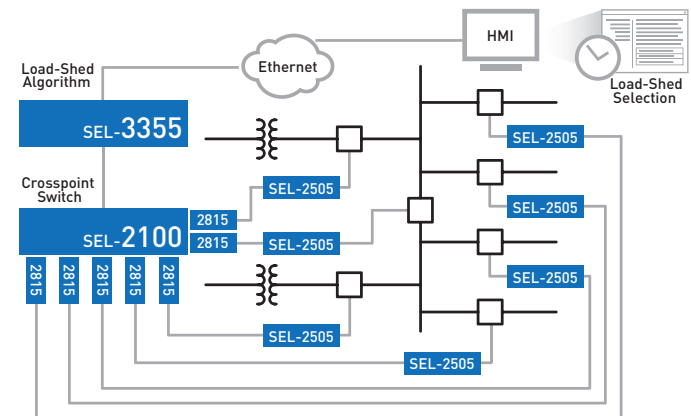 HMI
Ethernet
Load-Shed
Algorithm
SEL-3355
Load-Shed
Selection
SEL-2505
SEL-2505
Crosspoint
Switch
SEL-2100
2815
2815
SEL-2505
SEL-2505
2815
2815
2815
2815
2815
SEL-2505
SEL-2505
SEL-2505